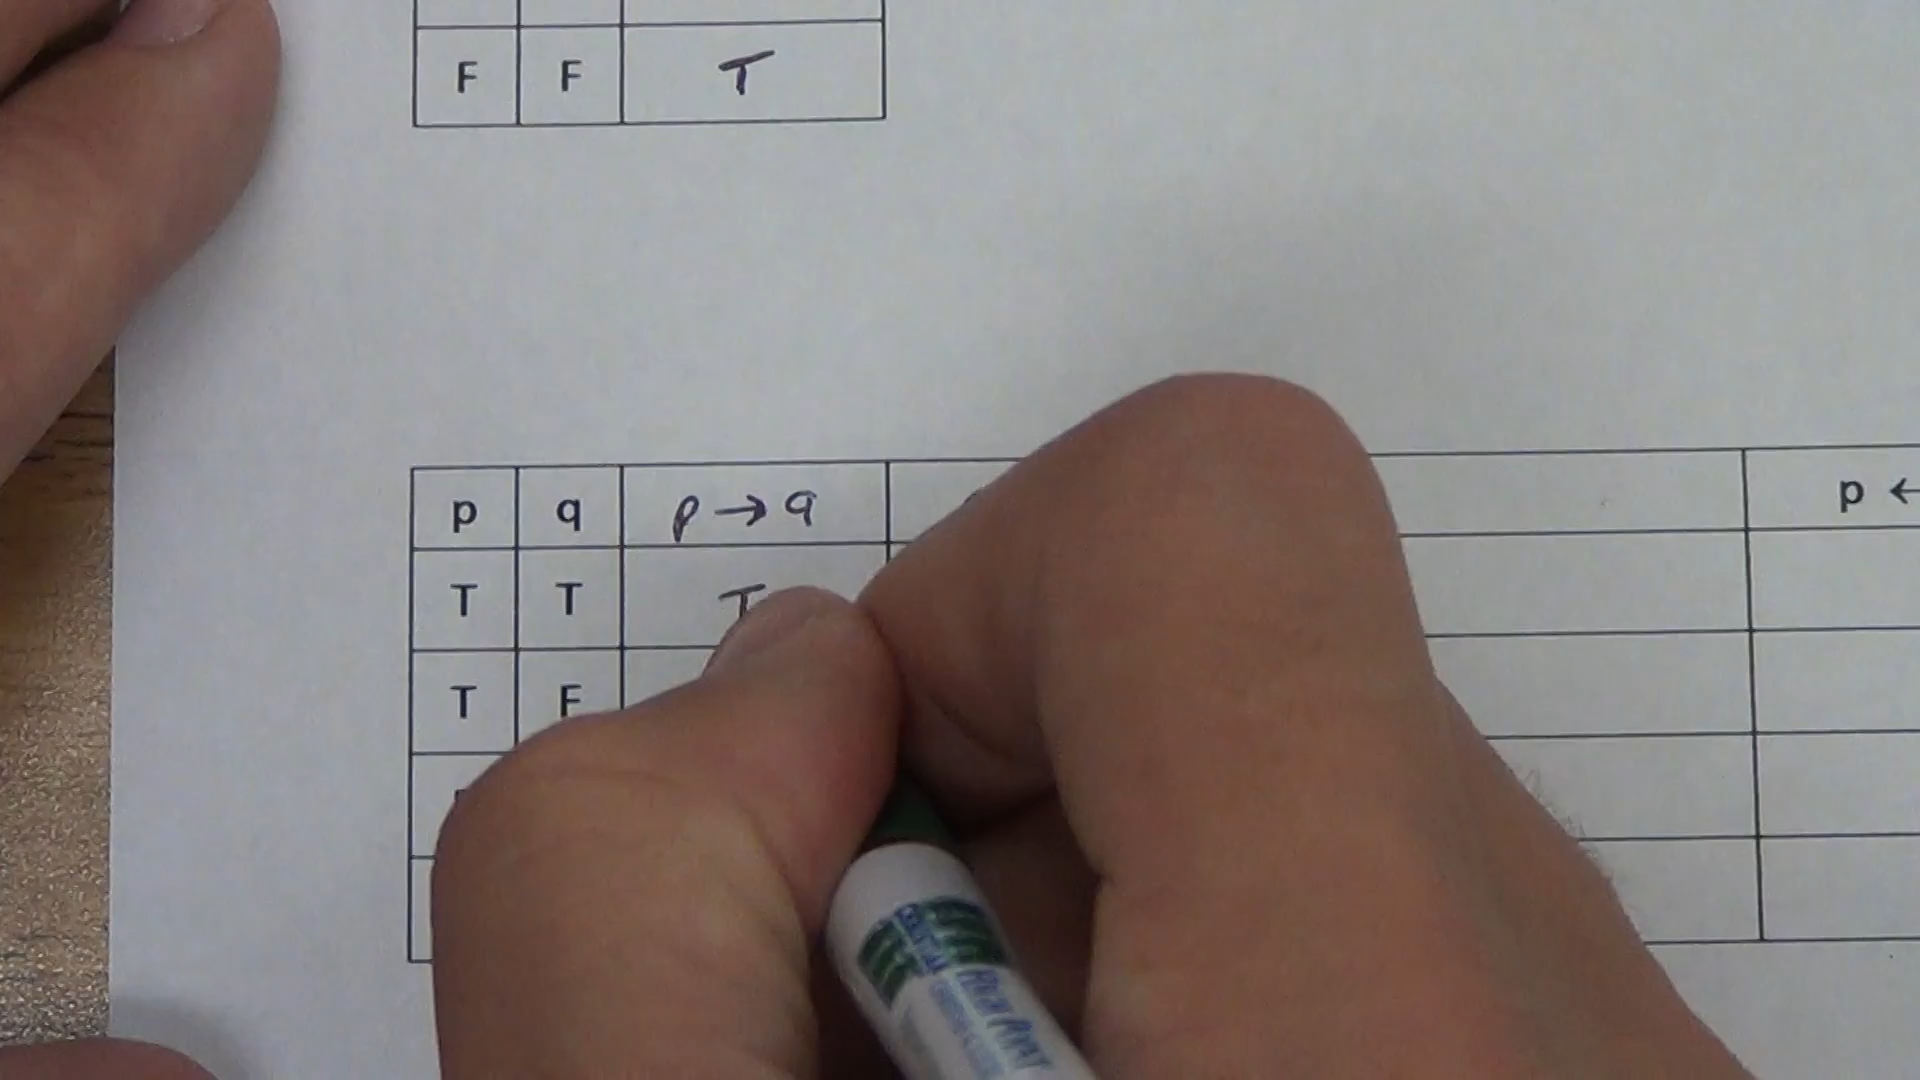 F F T
p q p → q p ←
T T T
T F